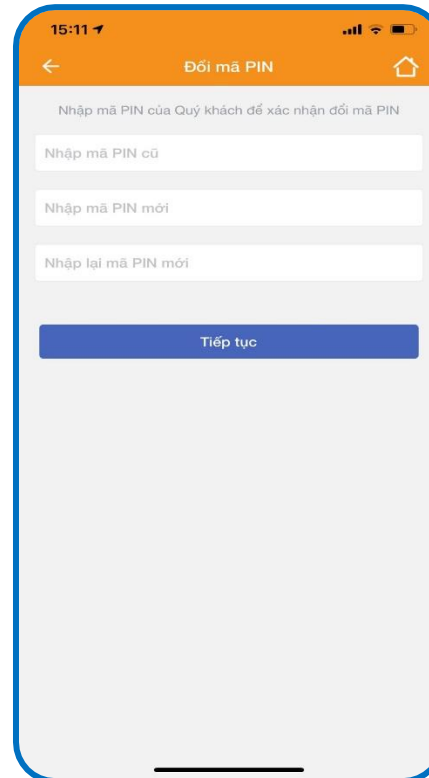 15:11
Đổi mã PIN
Nhập mã PIN của Quý khách để xác nhận đổi mã PIN
Nhập mã PIN cũ
Nhập mã PIN mới
Nhập lại mã PIN mới
Tiếp tục